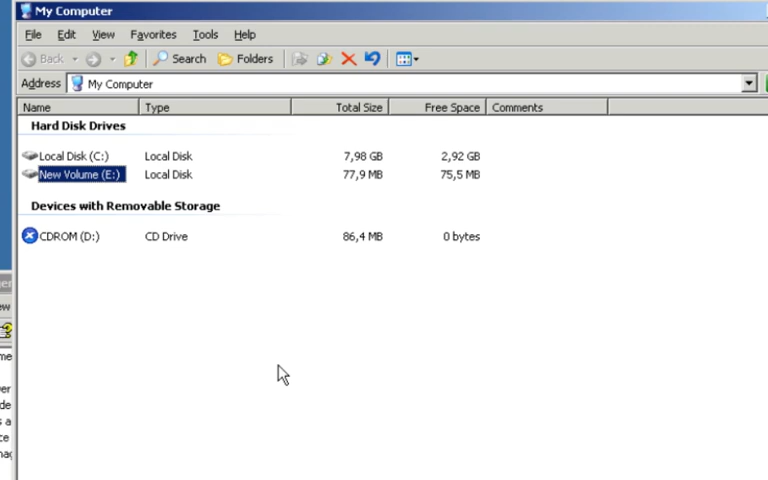 My Computer
File Edit View Favorites Tools Help
Back Search Folders
Address My Computer
Name Type Total Size Free Space Comments
Hard Disk Drives
Local Disk (C:) Local Disk 7,98 GB 2,92 GB
New Volume (E:) Local Disk 77,9 MB 75,5 MB
Devices with Removable Storage
CDROM (D:) CD Drive 86,4 MB 0 bytes